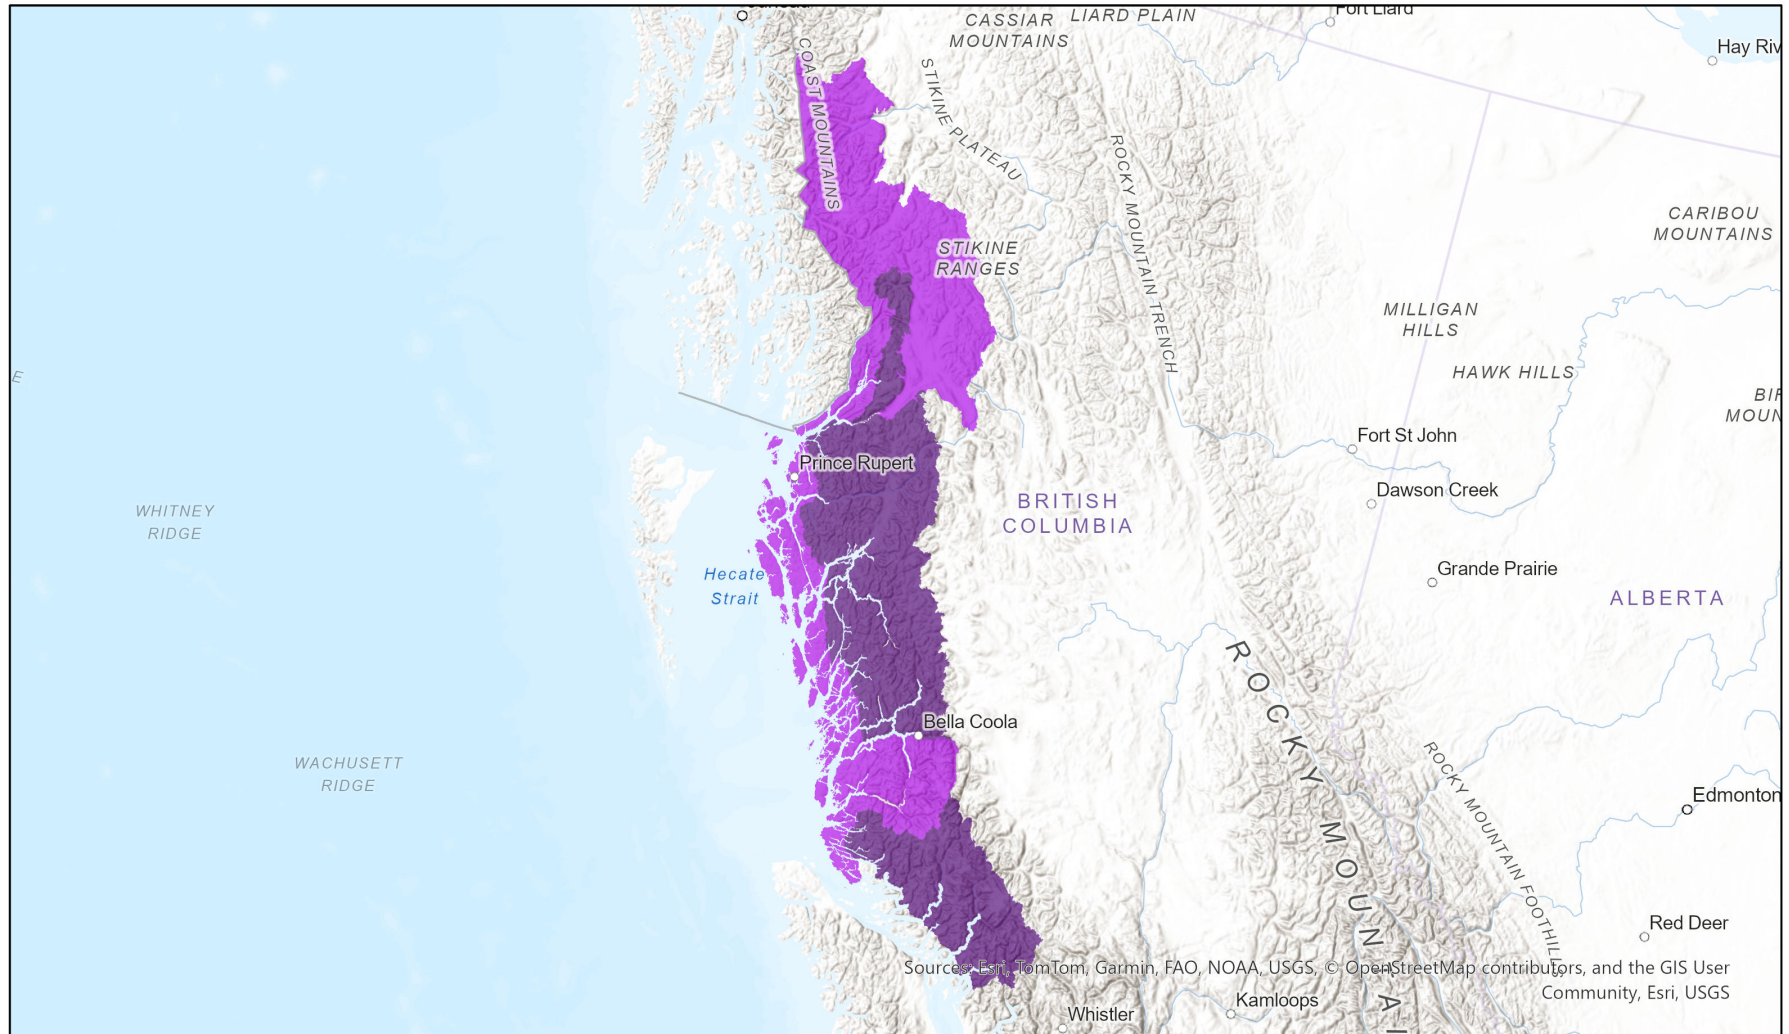 CASSIAR
MOUNTAINS
LIARD PLAIN
Fort Liard
Hay Riv
COAST MOUNTAINS
STIKINE PLATEAU
ROCKY MOUNTAIN TRENCH
CARIBOU
MOUNTAINS
STIKINE
RANGES
MILLIGAN
HILLS
HAWK HILLS
E
BIR
MOUN
Fort St John
Prince Rupert
Dawson Creek
BRITISH
COLUMBIA
WHITNEY
RIDGE
Hecate
Strait
Grande Prairie
ALBERTA
ROCKY MOUNTAI
Bella Coola
WACHUSETT
RIDGE
ROCKY MOUNTAIN FOOTHILLS
Edmonton
Red Deer
Sources: Esri, TomTom, Garmin, FAO, NOAA, USGS, © OpenStreetMap contributors, and the GIS User
Community, Esri, USGS
Kamloops
Whistler